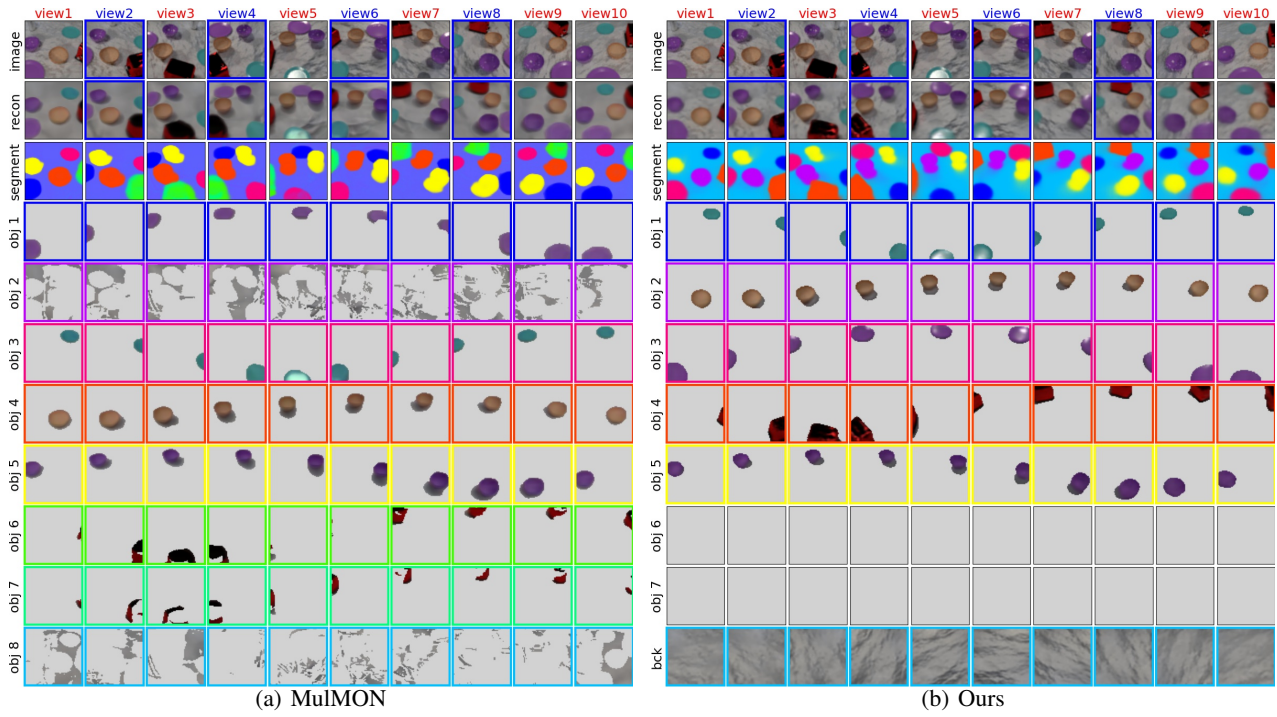 view1 view2 view3 view4 view5 view6 view7 view8 view9 view10
image
recon
segment
obj 1
obj 2
obj 3
obj 4
obj 5
obj 6
obj 7
obj 8
(a) MulMON
view1 view2 view3 view4 view5 view6 view7 view8 view9 view10
image
recon
segment
obj 1
obj 2
obj 3
obj 4
obj 5
obj 6
obj 7
bck
(b) Ours